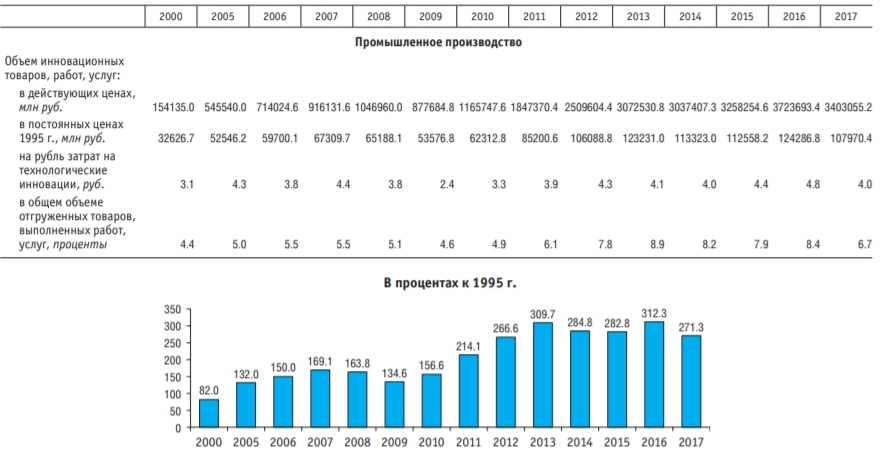 2000 2005 2006 2007 2008 2009 2010 2011 2012 2013 2014 2015 2016 2017
Промышленное производство
Объем инновационных
товаров, работ, услуг:
в действующих ценах,
млн руб. 154135.0 545540.0 714024.6 916131.6 1046960.0 877684.8 1165747.6 1847370.4 2509604.4 3072530.8 3037407.3 3258254.6 3723693.4 3403055.2
в постоянных ценах
1995 г., млн руб. 32626.7 52546.2 59700.1 67309.7 65188.1 53576.8 62312.8 85200.6 106088.8 123231.0 113323.0 112558.2 124286.8 107970.4
на рубль затрат на
технологические
инновации, руб. 3.1 4.3 3.8 4.4 3.8 2.4 3.3 3.9 4.3 4.1 4.0 4.4 4.8 4.0
в общем объеме
отгруженных товаров,
выполненных работ,
услуг, проценты 4.4 5.0 5.5 5.5 5.1 4.6 4.9 6.1 7.8 8.9 8.2 7.9 8.4 6.7
В процентах к 1995 г.
350
300
250
200
150
100
50
0
82.0 132.0 150.0 169.1 163.8 134.6 156.6 214.1 266.6 309.7 284.8 282.8 312.3 271.3
2000 2005 2006 2007 2008 2009 2010 2011 2012 2013 2014 2015 2016 2017